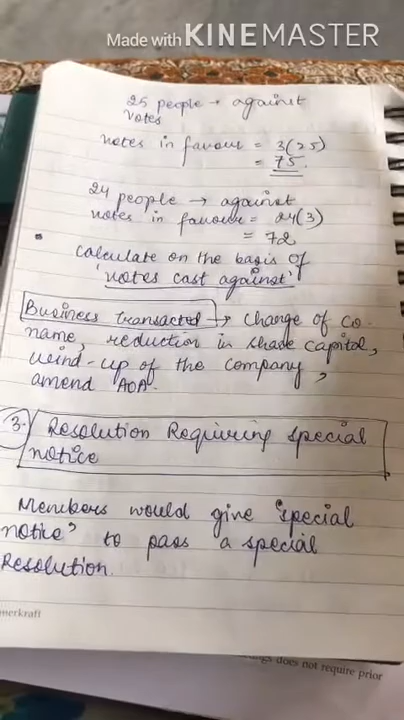 Made with KINEMASTER
25 people → against
votes
votes in favour = 3(25)
= 75
24 people → against
votes in favour = 24(3)
= 72
calculate on the basis of
'votes cast against'
Business transacted → change of co.
name, reduction in share capital,
wind-up of the company,
amend AOA.
3. Resolution Requiring special
notice
Members would give 'special
notice' to pass a special
Resolution.
merkraft
does not require prior